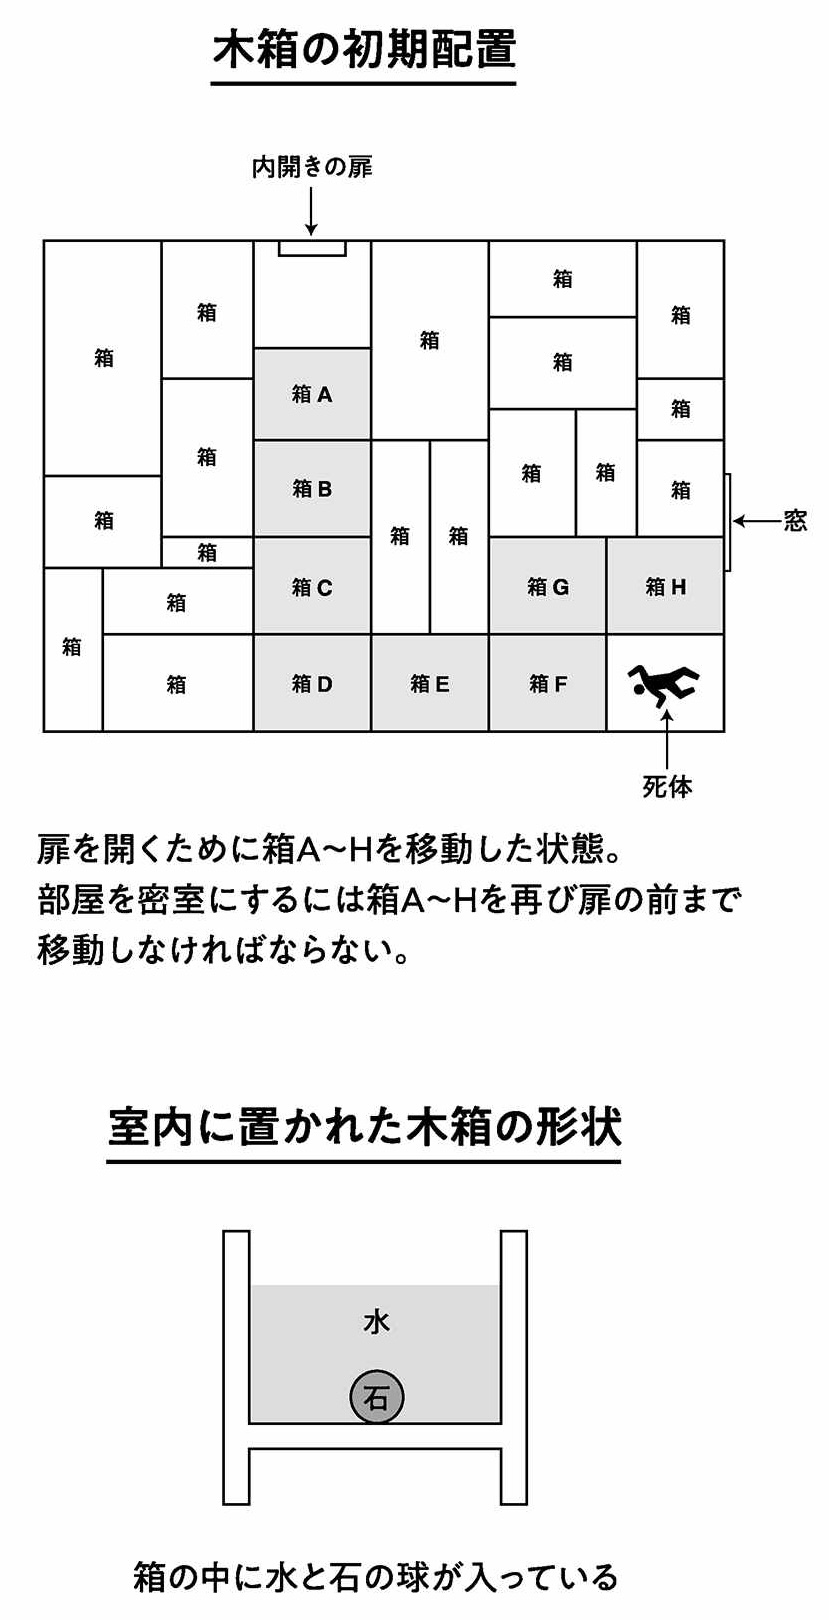 木箱の初期配置
内開きの扉
箱
箱
箱
箱
箱
箱
箱 A
箱
箱
箱 B
箱
箱
箱
箱
箱
箱
箱
窓
箱
箱 C
箱 G
箱 H
箱
箱
箱
箱 D
箱 E
箱 F
死体
扉を開くために箱A〜Hを移動した状態。
部屋を密室にするには箱A〜Hを再び扉の前まで
移動しなければならない。
室内に置かれた木箱の形状
水
石
箱の中に水と石の球が入っている